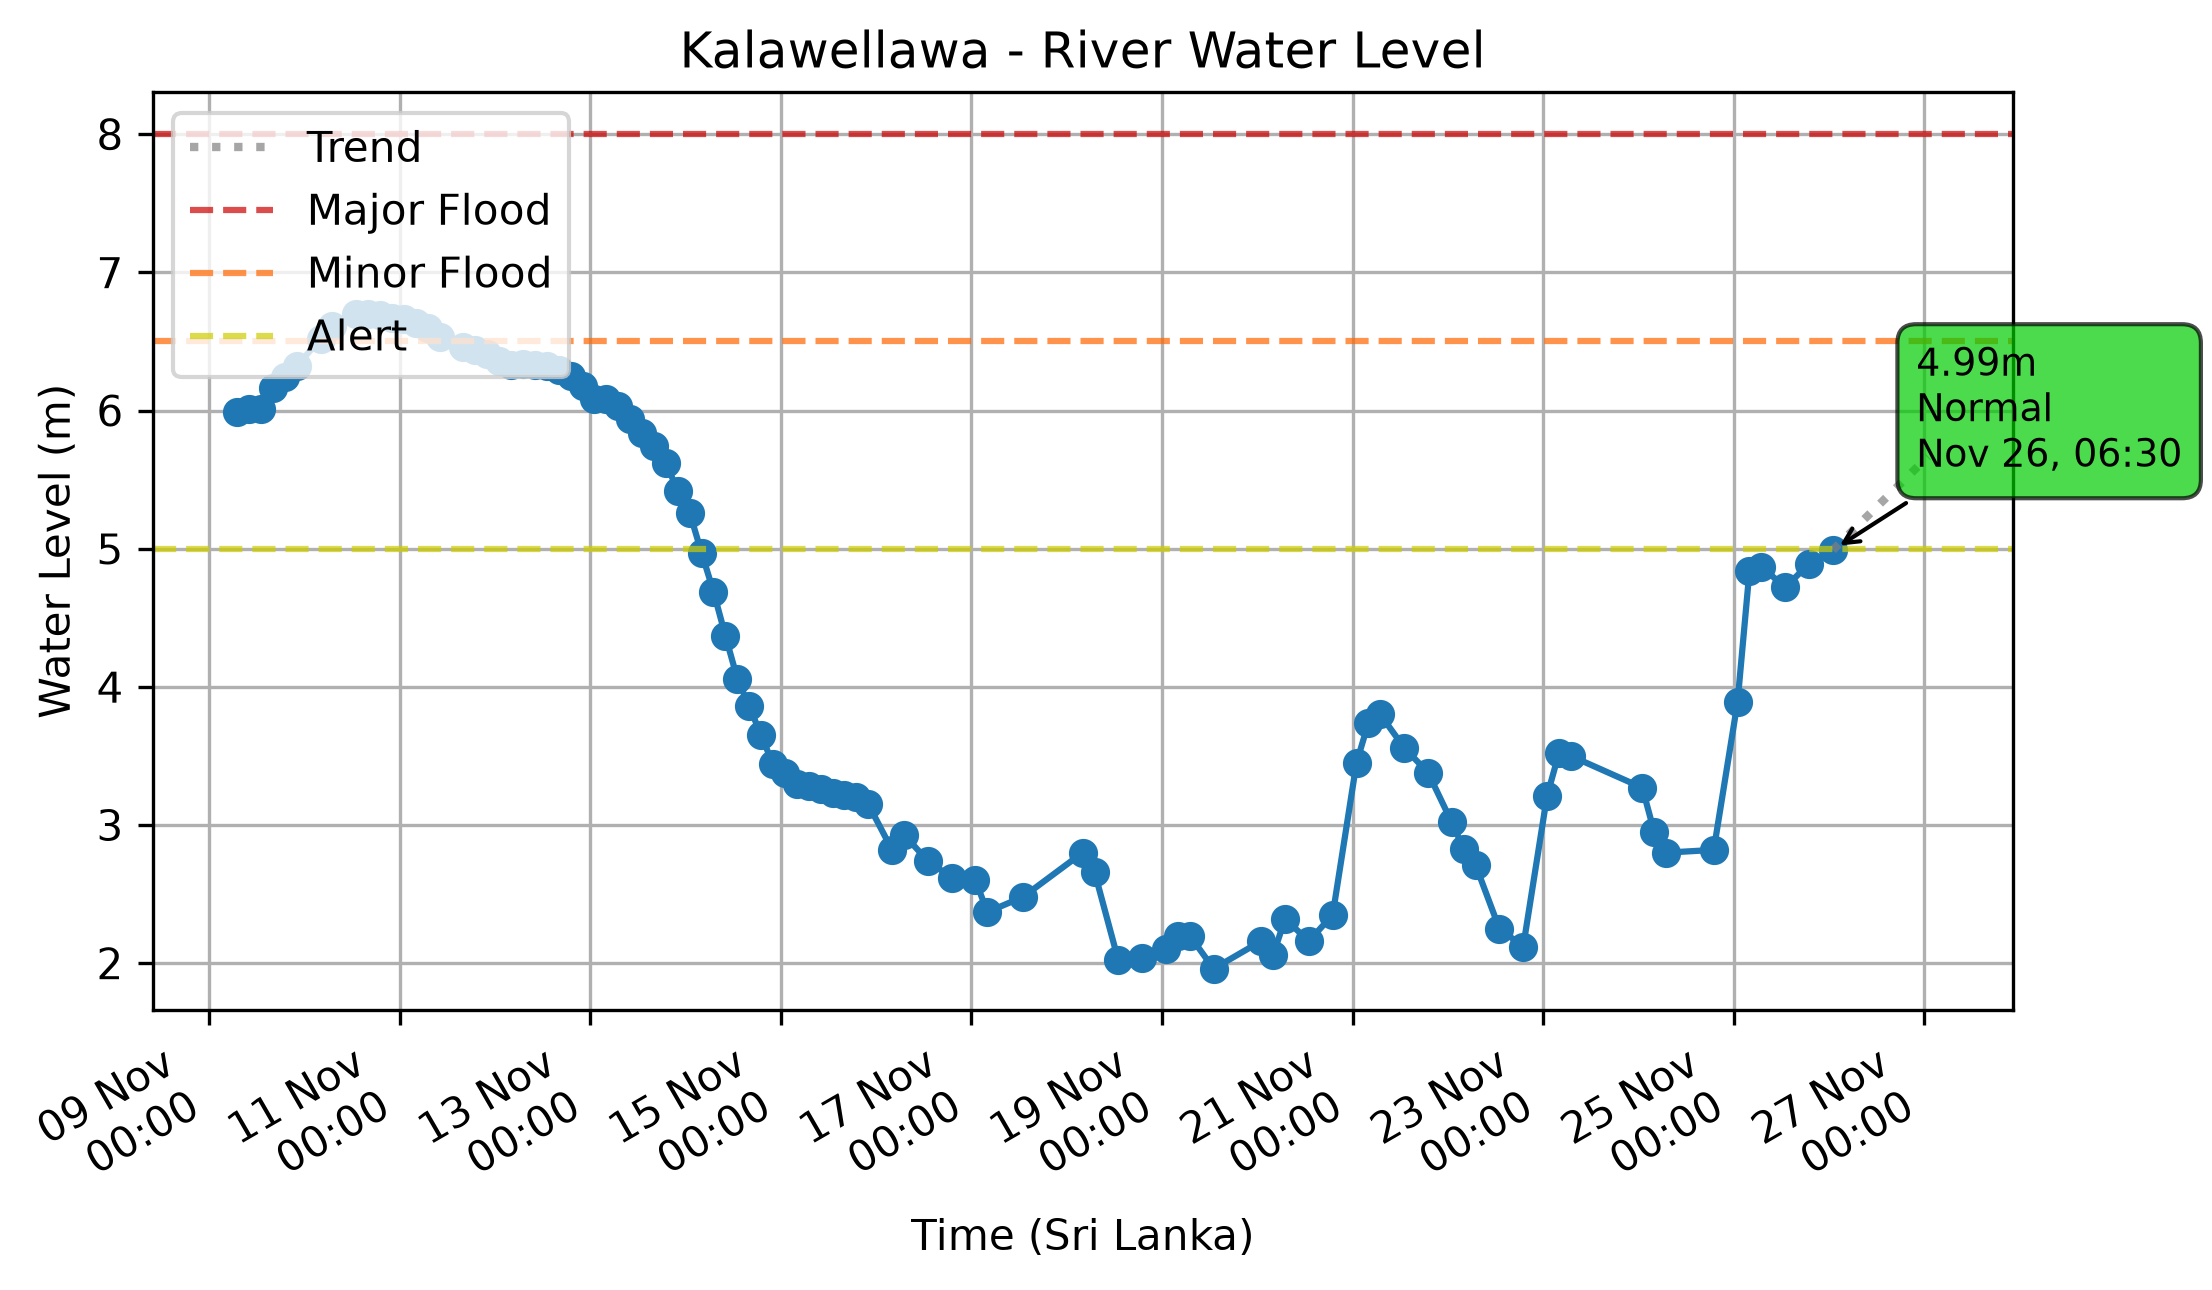 Kalawellawa - River Water Level
Trend
Major Flood
Minor Flood
Alert
8
7
6
5
4
3
2
Water Level (m)
4.99m
Normal
Nov 26, 06:30
09 Nov
00:00
11 Nov
00:00
13 Nov
00:00
15 Nov
00:00
17 Nov
00:00
19 Nov
00:00
21 Nov
00:00
23 Nov
00:00
25 Nov
00:00
27 Nov
00:00
Time (Sri Lanka)